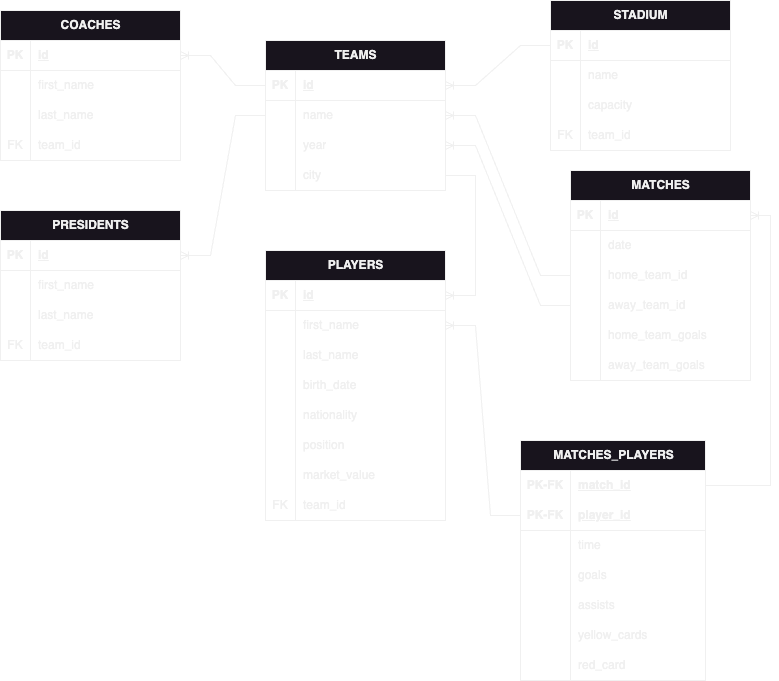 COACHES
PK id
first_name
last_name
FK team_id
TEAMS
PK id
name
year
city
STADIUM
PK id
name
capacity
FK team_id
MATCHES
PK id
date
home_team_id
away_team_id
home_team_goals
away_team_goals
PRESIDENTS
PK id
first_name
last_name
FK team_id
PLAYERS
PK id
first_name
last_name
birth_date
nationality
position
market_value
FK team_id
MATCHES_PLAYERS
PK-FK match_id
PK-FK player_id
time
goals
assists
yellow_cards
red_card